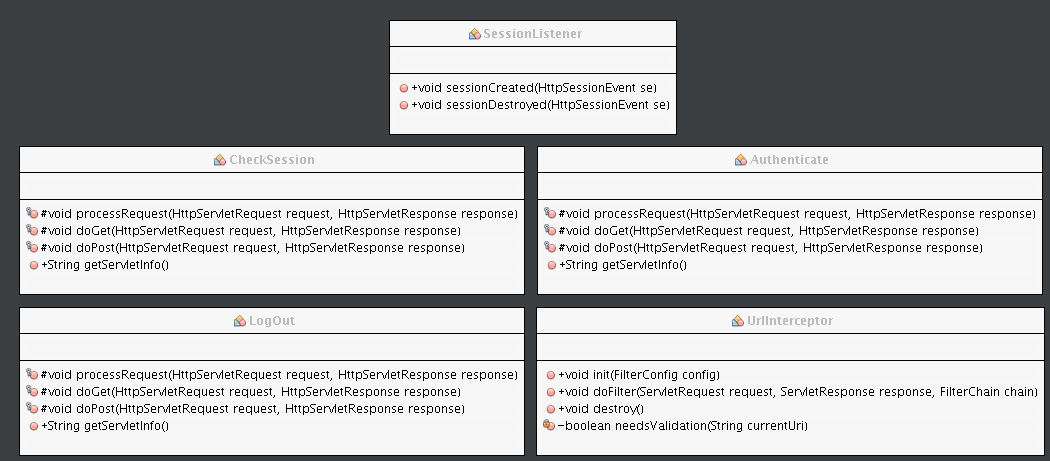 SessionListener
+void sessionCreated(HttpSessionEvent se)
+void sessionDestroyed(HttpSessionEvent se)
CheckSession
#void processRequest(HttpServletRequest request, HttpServletResponse response)
#void doGet(HttpServletRequest request, HttpServletResponse response)
#void doPost(HttpServletRequest request, HttpServletResponse response)
+String getServletInfo()
Authenticate
#void processRequest(HttpServletRequest request, HttpServletResponse response)
#void doGet(HttpServletRequest request, HttpServletResponse response)
#void doPost(HttpServletRequest request, HttpServletResponse response)
+String getServletInfo()
LogOut
#void processRequest(HttpServletRequest request, HttpServletResponse response)
#void doGet(HttpServletRequest request, HttpServletResponse response)
#void doPost(HttpServletRequest request, HttpServletResponse response)
+String getServletInfo()
UrlInterceptor
+void init(FilterConfig config)
+void doFilter(ServletRequest request, ServletResponse response, FilterChain chain)
+void destroy()
-boolean needsValidation(String currentUri)